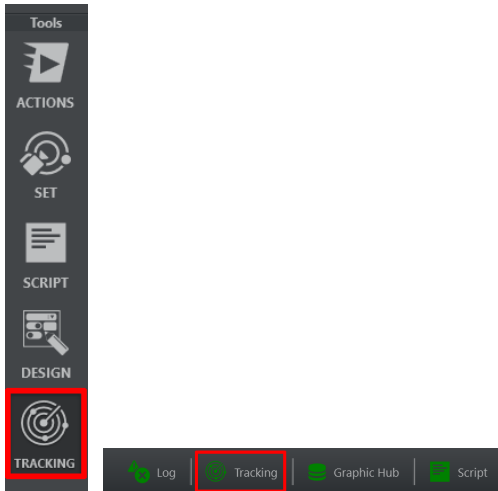 Tools
ACTIONS
SET
SCRIPT
DESIGN
TRACKING
Log Tracking Graphic Hub Script